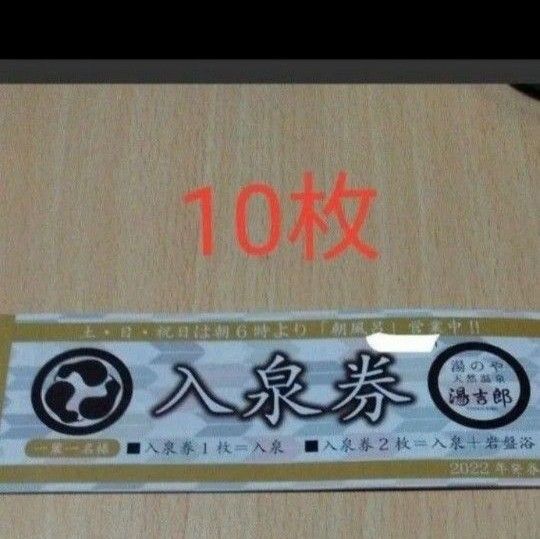 10枚
土・日・祝日は朝6時より「朝風呂」営業中!!
入泉券
湯のや
天然温泉
湯吉郎
一葉一名様
■入泉券1枚=入泉 ■入泉券2枚=入泉+岩盤浴
2022年発券